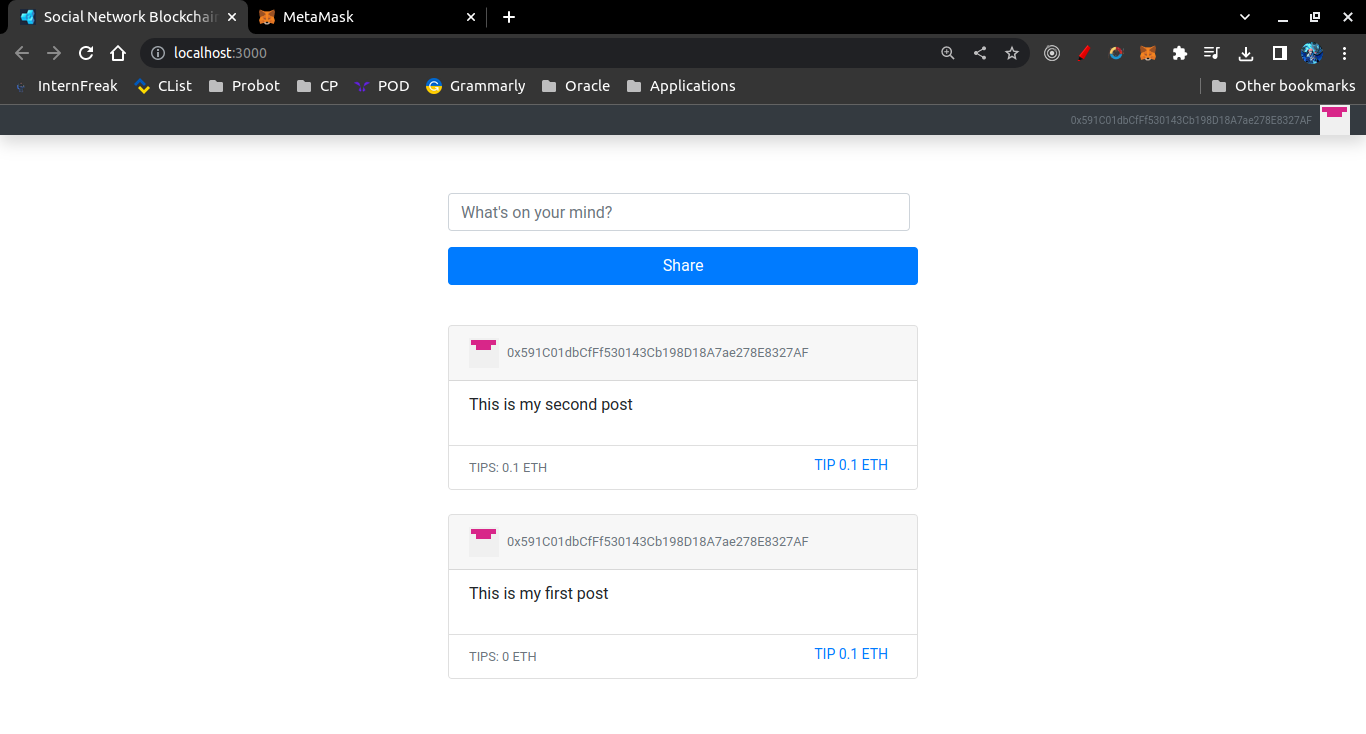 Social Network Blockchain
MetaMask
localhost:3000
InternFreak CList Probot CP POD Grammarly Oracle Applications Other bookmarks
0x591C01dbCfFf530143Cb198D18A7ae278E8327AF
What's on your mind?
Share
0x591C01dbCfFf530143Cb198D18A7ae278E8327AF
This is my second post
TIPS: 0.1 ETH TIP 0.1 ETH
0x591C01dbCfFf530143Cb198D18A7ae278E8327AF
This is my first post
TIPS: 0 ETH TIP 0.1 ETH